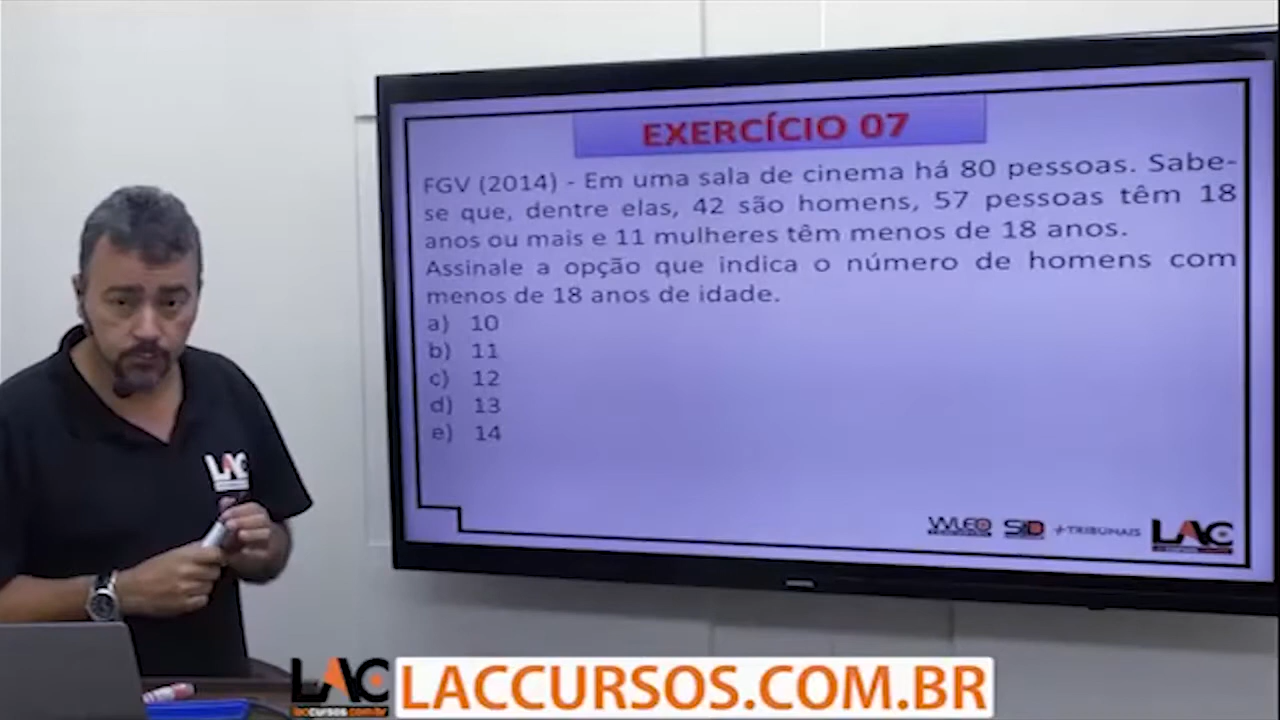 EXERCÍCIO 07
FGV (2014) - Em uma sala de cinema há 80 pessoas. Sabe-
se que, dentre elas, 42 são homens, 57 pessoas têm 18
anos ou mais e 11 mulheres têm menos de 18 anos.
Assinale a opção que indica o número de homens com
menos de 18 anos de idade.
a) 10
b) 11
c) 12
d) 13
e) 14
+TRIBUNAIS
LAC
LAC
LAC
laccursos.com.br
LACCURSOS.COM.BR